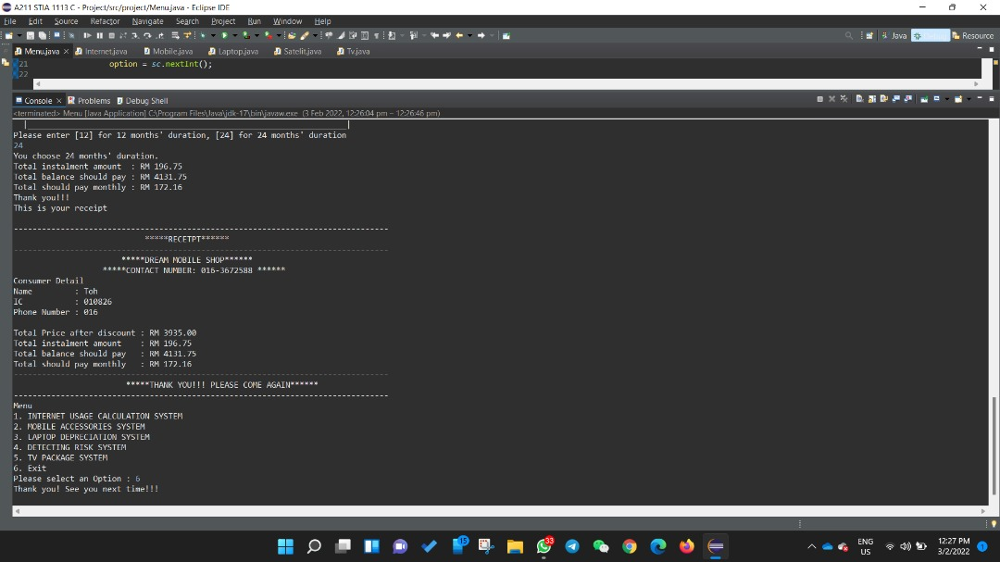 A211 STIA 1113 C - Project/src/project/Menu.java - Eclipse IDE
File Edit Source Refactor Navigate Search Project Run Window Help
Java Resource
Menu.java Internet.java Mobile.java Laptop.java Satelit.java Tv.java
21 option = sc.nextInt();
22
Console Problems Debug Shell
<terminated> Menu [Java Application] C:\Program Files\Java\jdk-17\bin\javaw.exe (3 Feb 2022, 12:26:04 pm – 12:26:46 pm)
|_______________________________________________________________|
Please enter [12] for 12 months' duration, [24] for 24 months' duration
24
You choose 24 months' duration.
Total instalment amount : RM 196.75
Total balance should pay : RM 4131.75
Total should pay monthly : RM 172.16
Thank you!!!
This is your receipt
--------------------------------------------------------------------------------
*****RECETPT******
--------------------------------------------------------------------------------
*****DREAM MOBILE SHOP******
*****CONTACT NUMBER: 016-3672588 ******
Consumer Detail
Name : Toh
IC : 010826
Phone Number : 016
Total Price after discount : RM 3935.00
Total instalment amount : RM 196.75
Total balance should pay : RM 4131.75
Total should pay monthly : RM 172.16
--------------------------------------------------------------------------------
*****THANK YOU!!! PLEASE COME AGAIN******
--------------------------------------------------------------------------------
Menu
1. INTERNET USAGE CALCULATION SYSTEM
2. MOBILE ACCESSORIES SYSTEM
3. LAPTOP DEPRECIATION SYSTEM
4. DETECTING RISK SYSTEM
5. TV PACKAGE SYSTEM
6. Exit
Please select an Option : 6
Thank you! See you next time!!!
15
33
ENG
US
12:27 PM
3/2/2022
1